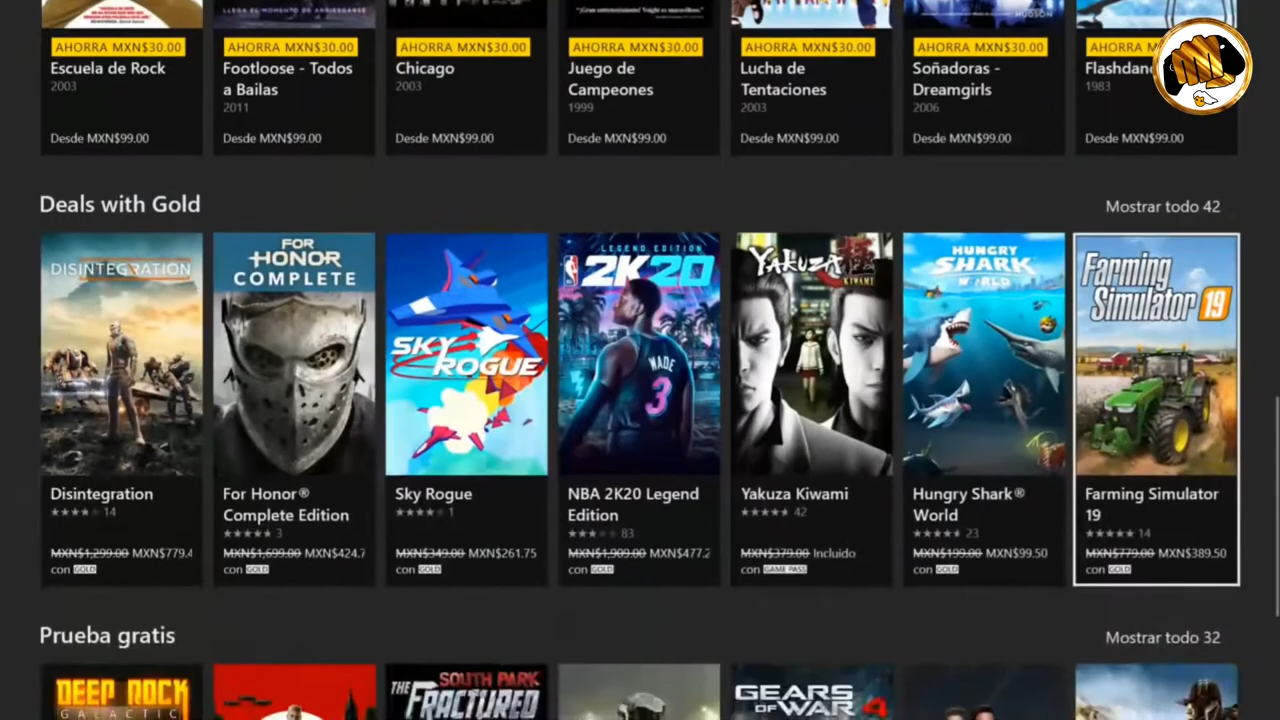 LLEGA EL MOMENTO DE ARRIESGARSE
AHORRA MXN$30.00
Escuela de Rock
2003
Desde MXN$99.00
AHORRA MXN$30.00
Footloose - Todos
a Bailas
2011
Desde MXN$99.00
AHORRA MXN$30.00
Chicago
2003
Desde MXN$99.00
AHORRA MXN$30.00
Juego de
Campeones
1999
Desde MXN$99.00
AHORRA MXN$30.00
Lucha de
Tentaciones
2003
Desde MXN$99.00
HUDSON
AHORRA MXN$30.00
Soñadoras -
Dreamgirls
2006
Desde MXN$99.00
AHORRA M
Flashdan
1983
Desde MXN$99.00
Deals with Gold
Mostrar todo 42
DISINTEGRATION
Disintegration
14
MXN$1,299.00 MXN$779.4
con GOLD
FOR
HONOR
COMPLETE
For Honor®
Complete Edition
3
MXN$1,699.00 MXN$424.7
con GOLD
SKY
ROGUE
Sky Rogue
1
MXN$349.00 MXN$261.75
con GOLD
LEGEND EDITION
2K20
WADE
3
NBA 2K20 Legend
Edition
83
MXN$1,909.00 MXN$477.2
con GOLD
YAKUZA
KIWAMI
Yakuza Kiwami
42
MXN$379.00 Incluido
con GAME PASS
HUNGRY
SHARK
WORLD
Hungry Shark®
World
23
MXN$199.00 MXN$99.50
con GOLD
Farming
Simulator 19
Farming Simulator
19
14
MXN$779.00 MXN$389.50
con GOLD
Prueba gratis
Mostrar todo 32
DEEP ROCK
GALACTIC
SOUTH PARK
THE
FRACTURED
GEARS
OF WAR 4